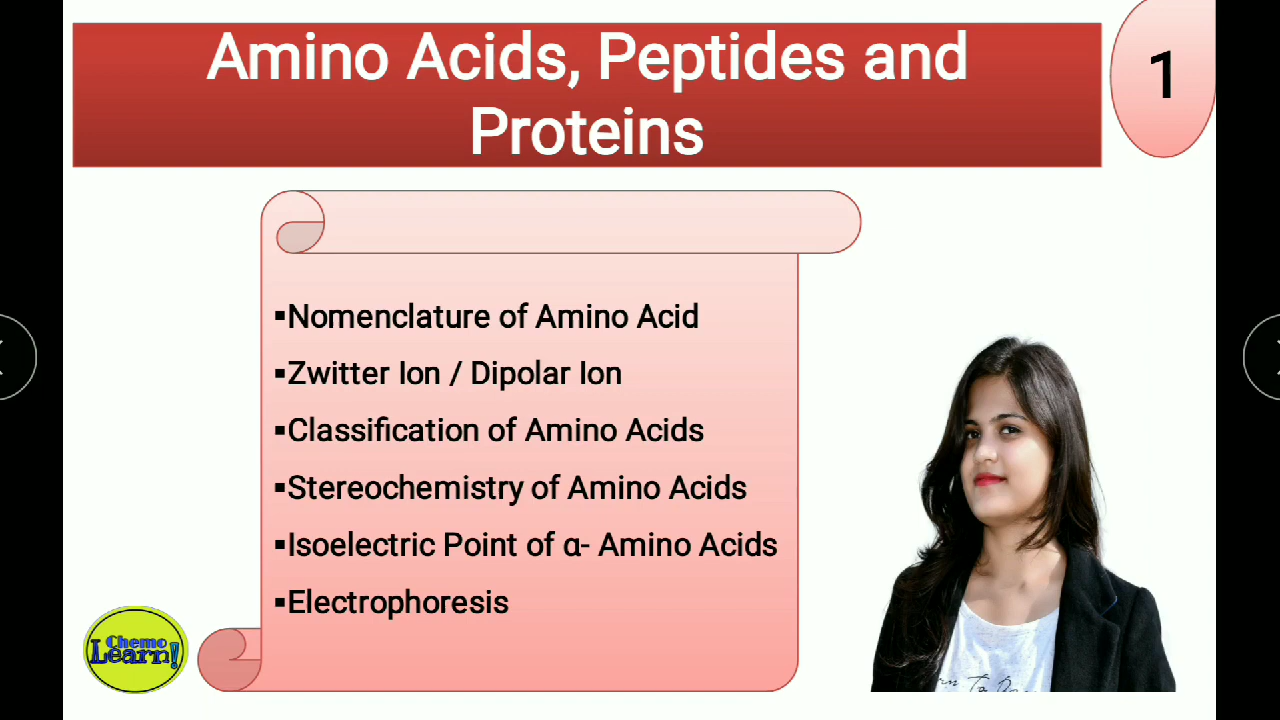 Amino Acids, Peptides and
Proteins
1
▪Nomenclature of Amino Acid
▪Zwitter Ion / Dipolar Ion
▪Classification of Amino Acids
▪Stereochemistry of Amino Acids
▪Isoelectric Point of α- Amino Acids
▪Electrophoresis
Chemo
Learn!